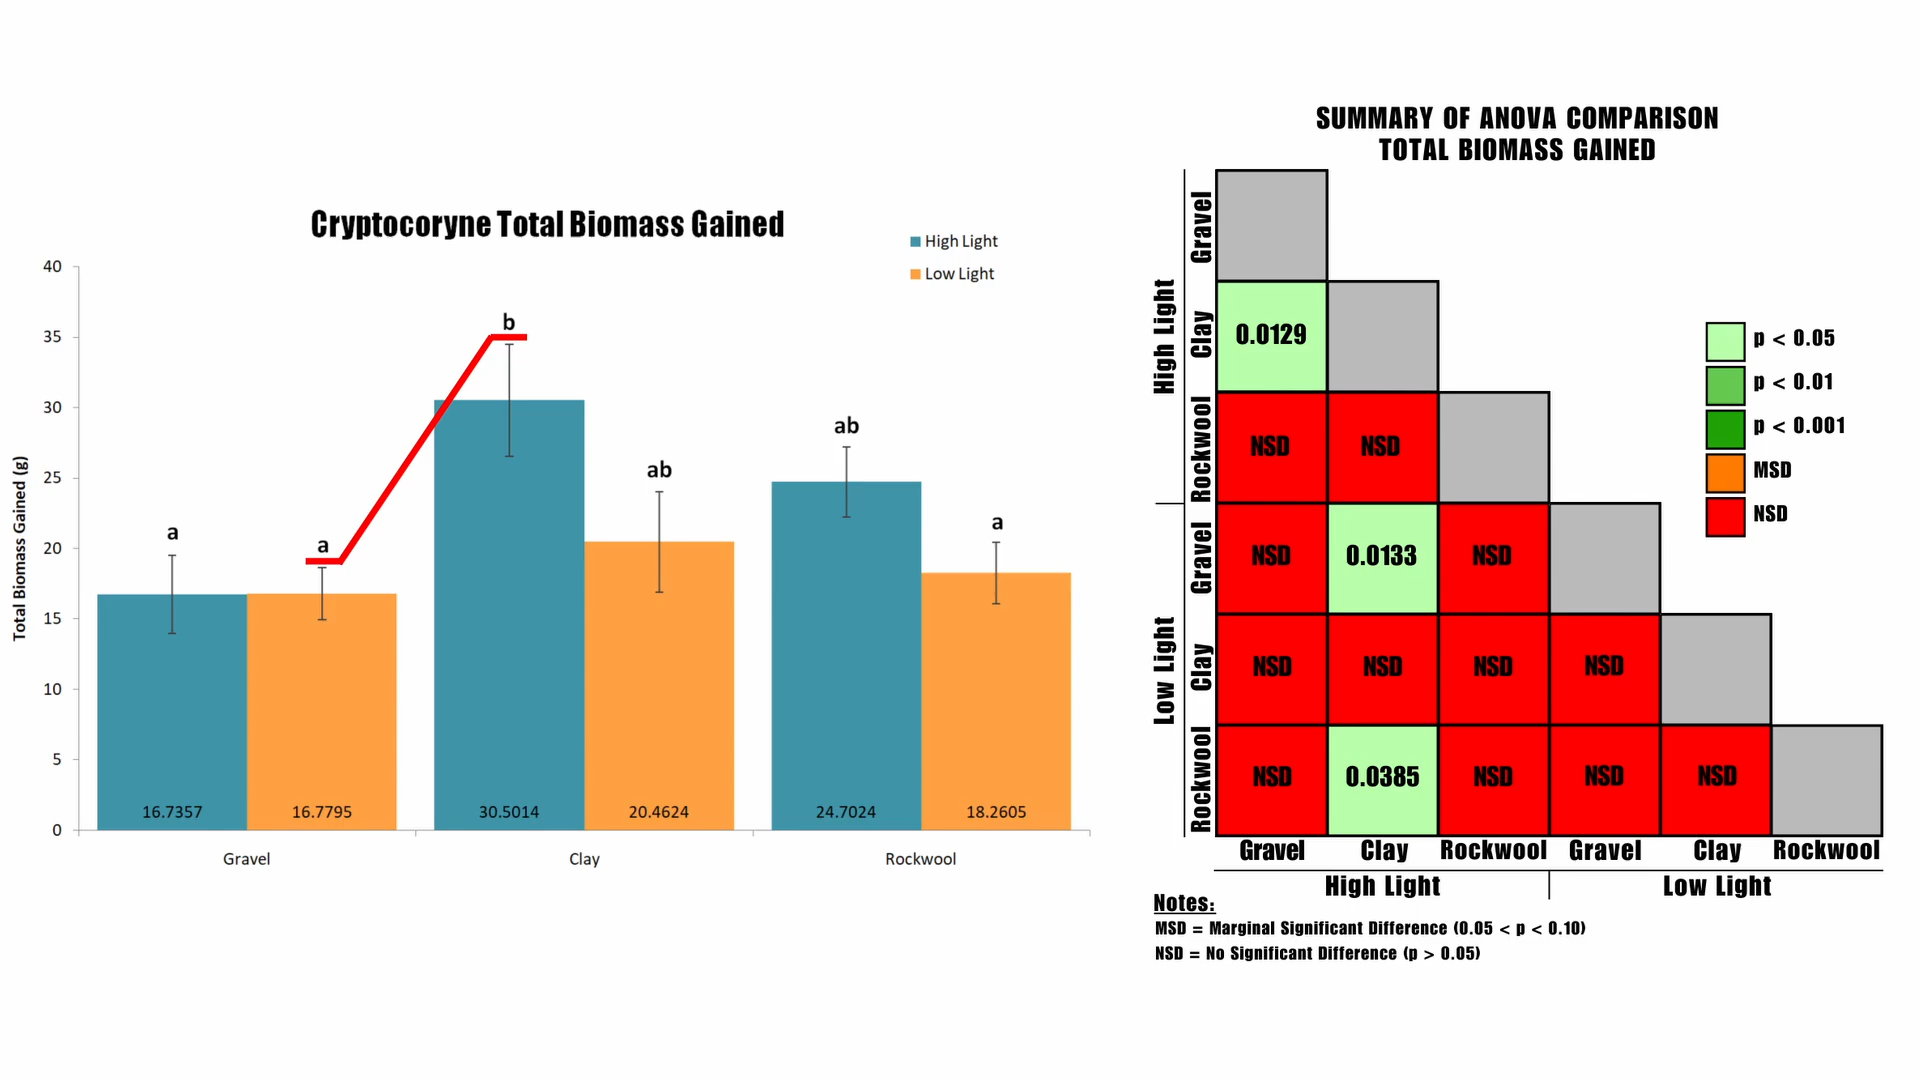 Cryptocoryne Total Biomass Gained
High Light
Low Light
Total Biomass Gained (g)
40
35
30
25
20
15
10
5
0
a
a
b
ab
ab
a
16.7357
16.7795
30.5014
20.4624
24.7024
18.2605
Gravel
Clay
Rockwool
SUMMARY OF ANOVA COMPARISON
TOTAL BIOMASS GAINED
High Light
Low Light
Gravel
Clay
0.0129
Rockwool
NSD NSD
Gravel
NSD 0.0133 NSD
Clay
NSD NSD NSD NSD
Rockwool
NSD 0.0385 NSD NSD NSD
Gravel Clay Rockwool Gravel Clay Rockwool
High Light Low Light
p < 0.05
p < 0.01
p < 0.001
MSD
NSD
Notes:
MSD = Marginal Significant Difference (0.05 < p < 0.10)
NSD = No Significant Difference (p > 0.05)